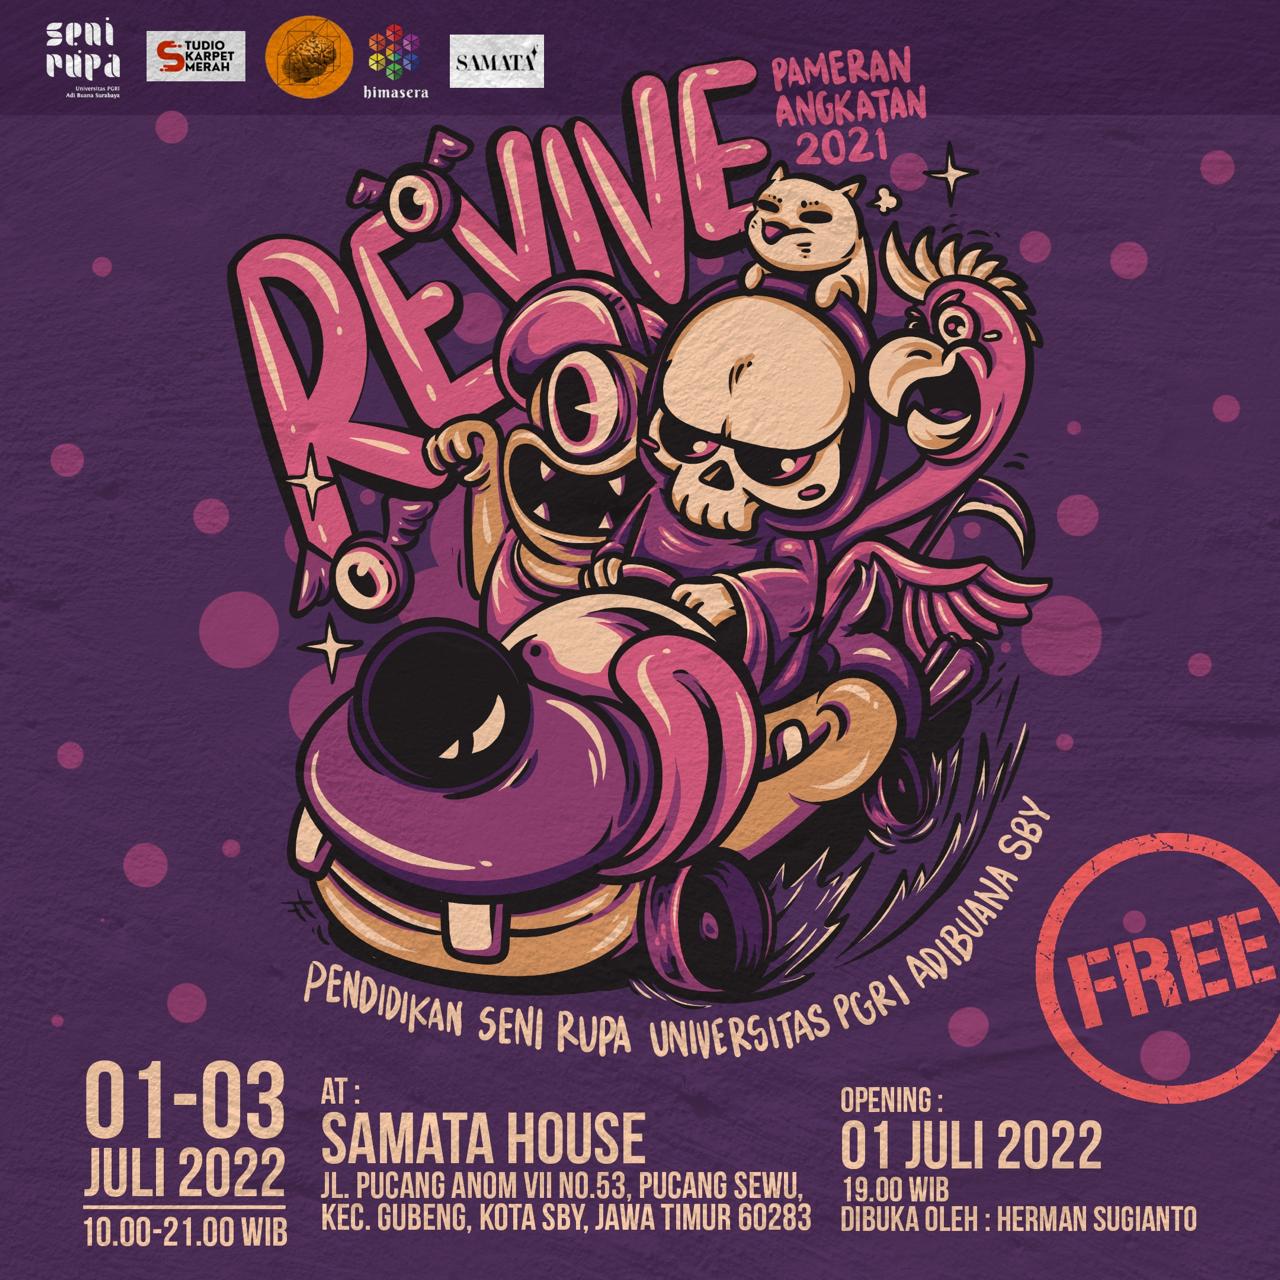 seni
rupa
Universitas PGRI
Adi Buana Surabaya
STUDIO
KARPET
MERAH
himasera
SAMATA
REVIVE
PAMERAN
ANGKATAN
2021
PENDIDIKAN SENI RUPA UNIVERSITAS PGRI ADIBUANA SBY
FREE
01-03
JULI 2022
10.00-21.00 WIB
AT :
SAMATA HOUSE
JL. PUCANG ANOM VII NO.53, PUCANG SEWU,
KEC. GUBENG, KOTA SBY, JAWA TIMUR 60283
OPENING :
01 JULI 2022
19.00 WIB
DIBUKA OLEH : HERMAN SUGIANTO